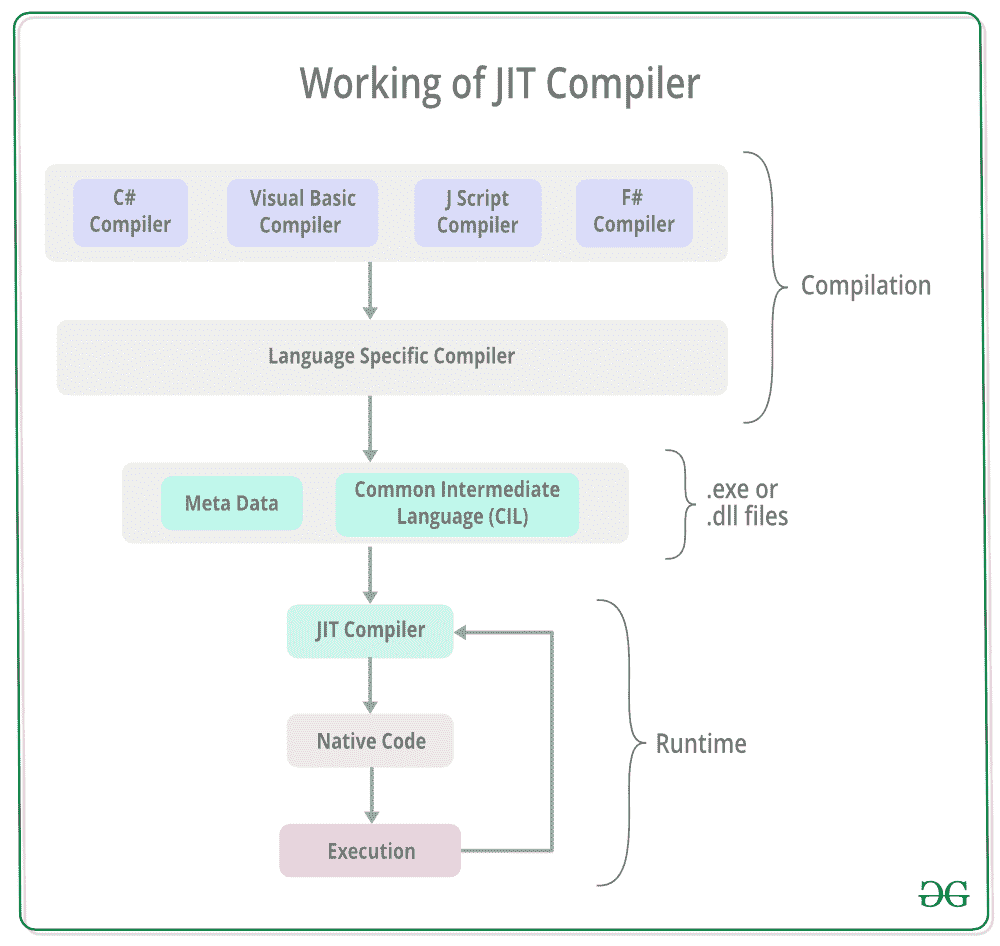 Working of JIT Compiler
C#
Compiler
Visual Basic
Compiler
J Script
Compiler
F#
Compiler
Compilation
Language Specific Compiler
Meta Data
Common Intermediate
Language (CIL)
.exe or
.dll files
JIT Compiler
Native Code
Runtime
Execution